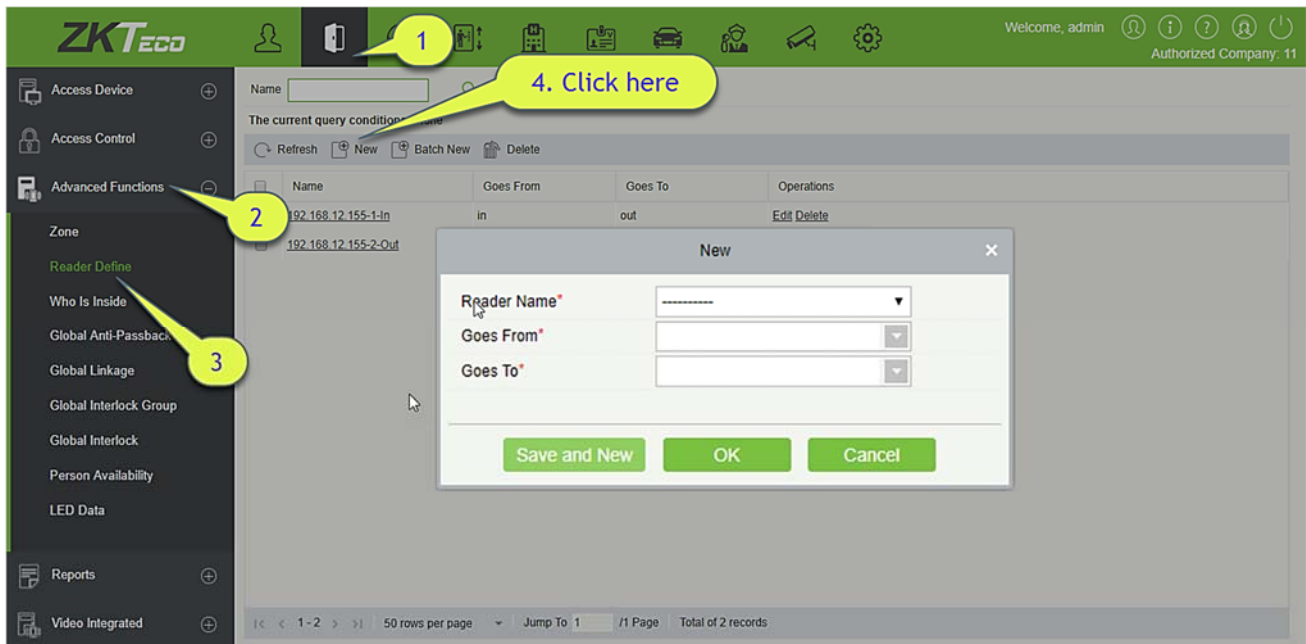 ZKTECO
1
Welcome, admin
Authorized Company: 11
Access Device
Access Control
Advanced Functions
2
Zone
Reader Define
Who Is Inside
Global Anti-Passback
3
Global Linkage
Global Interlock Group
Global Interlock
Person Availability
LED Data
Reports
Video Integrated
Name
4. Click here
The current query conditions
Refresh New Batch New Delete
Name Goes From Goes To Operations
192.168.12.155-1-In in out Edit Delete
192.168.12.155-2-Out
New
Reader Name* ----------
Goes From*
Goes To*
Save and New OK Cancel
1-2 50 rows per page Jump To 1 /1 Page Total of 2 records